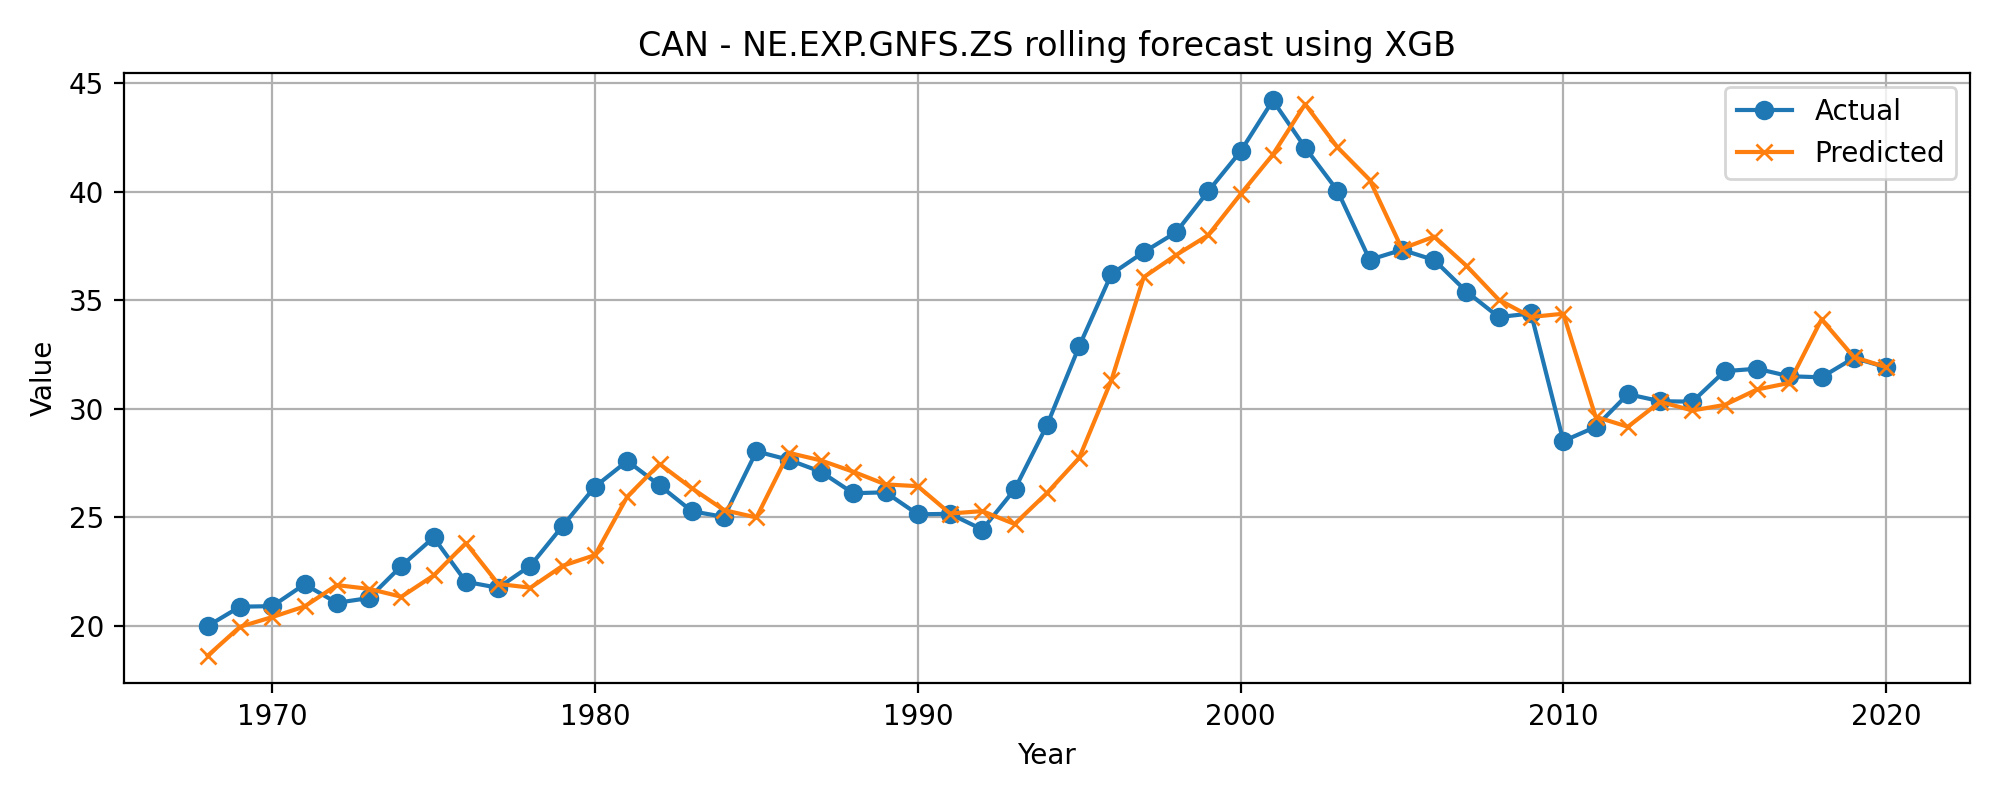 CAN - NE.EXP.GNFS.ZS rolling forecast using XGB
45
40
35
30
25
20
Value
Actual
Predicted
1970
1980
1990
2000
2010
2020
Year